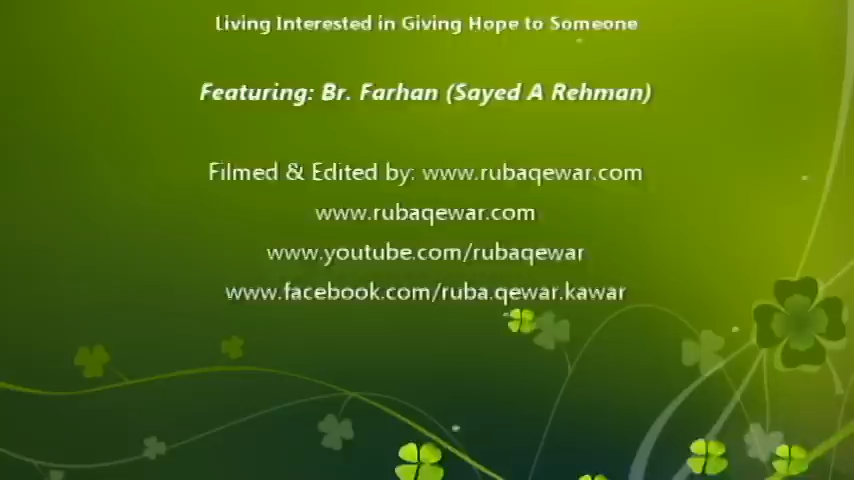 Living Interested in Giving Hope to Someone
Featuring: Br. Farhan (Sayed A Rehman)
Filmed & Edited by: www.rubaqewar.com
www.rubaqewar.com
www.youtube.com/rubaqewar
www.facebook.com/ruba.qewar.kawar